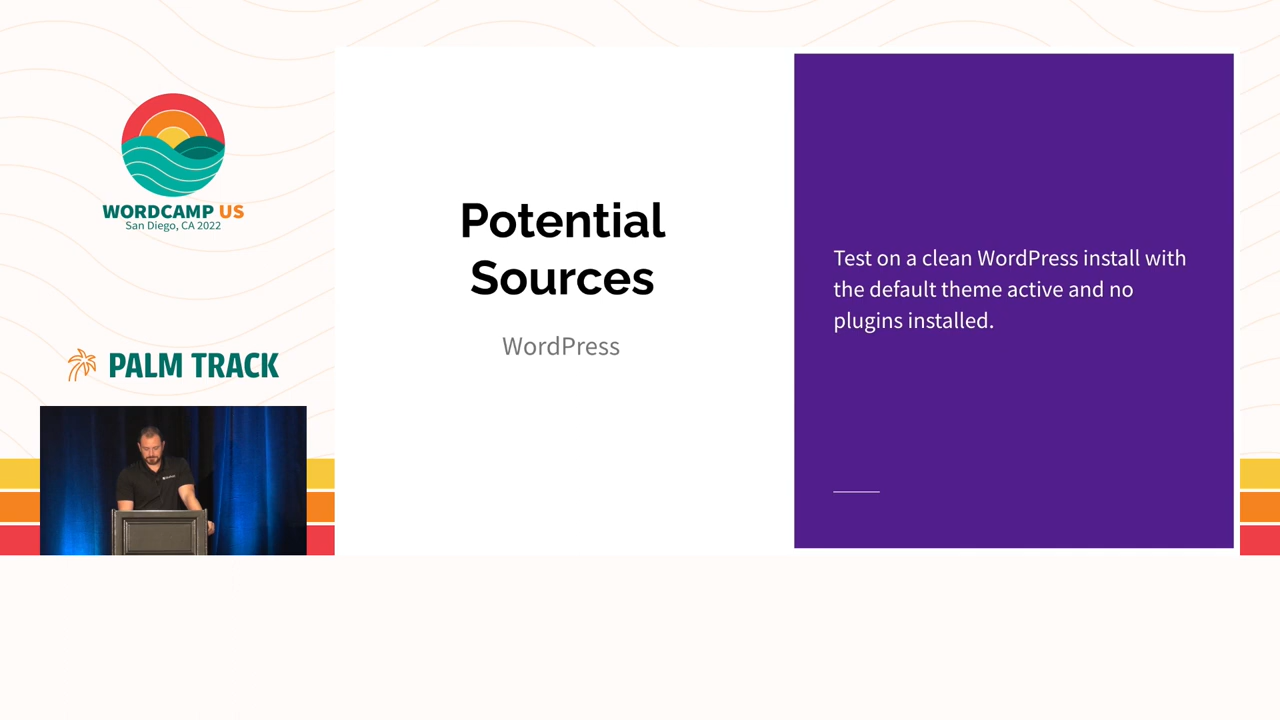 WORDCAMP US
San Diego, CA 2022
PALM TRACK
Potential
Sources
WordPress
Test on a clean WordPress install with
the default theme active and no
plugins installed.